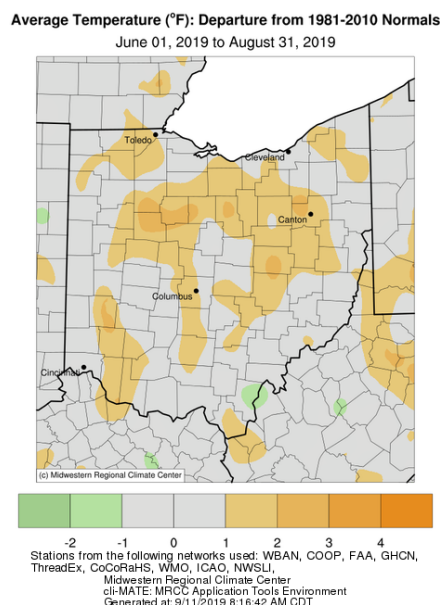 Average Temperature (°F): Departure from 1981-2010 Normals
June 01, 2019 to August 31, 2019
Toledo
Cleveland
Canton
Columbus
Cincinnati
(c) Midwestern Regional Climate Center
-2 -1 0 1 2 3 4
Stations from the following networks used: WBAN, COOP, FAA, GHCN,
ThreadEx, CoCoRaHS, WMO, ICAO, NWSLI,
Midwestern Regional Climate Center
cli-MATE: MRCC Application Tools Environment
Generated at: 9/11/2019 8:16:42 AM CDT